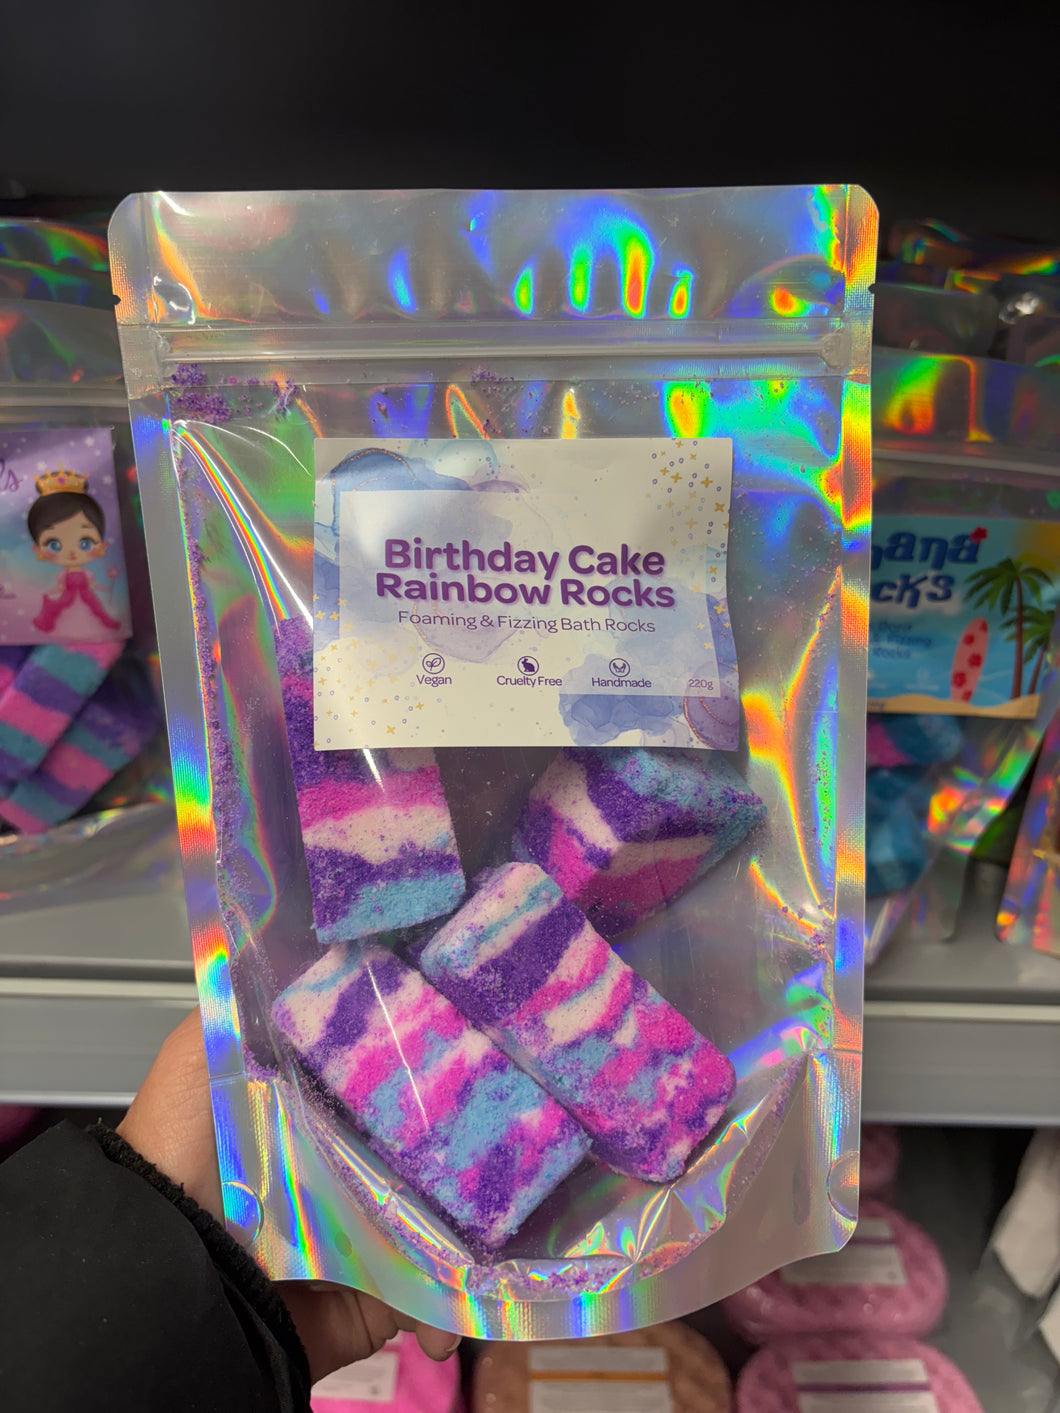 Birthday Cake
Rainbow Rocks
Foaming & Fizzing Bath Rocks
Vegan
Cruelty Free
Handmade
220g